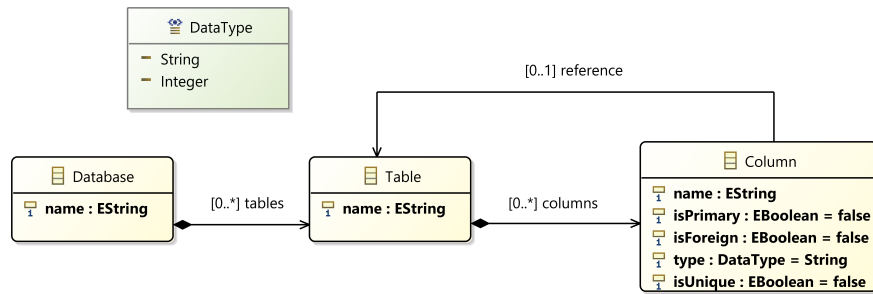 DataType
String
Integer
[0..1] reference
Database
name : EString
[0..*] tables
Table
name : EString
[0..*] columns
Column
name : EString
isPrimary : EBoolean = false
isForeign : EBoolean = false
type : DataType = String
isUnique : EBoolean = false